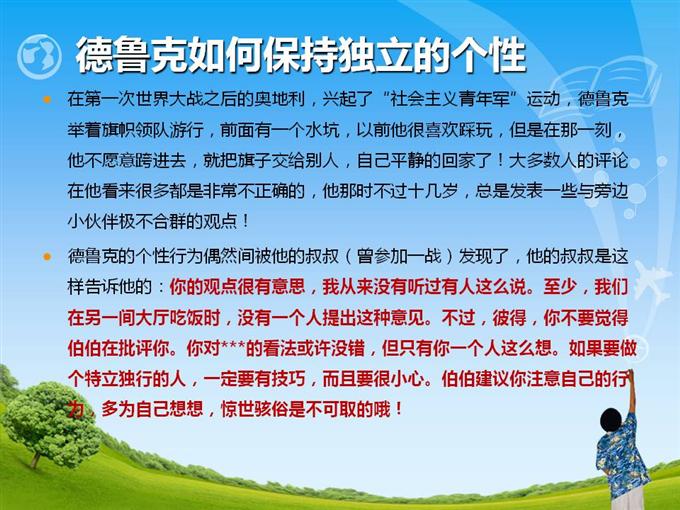 德鲁克如何保持独立的个性
在第一次世界大战之后的奥地利，兴起了“社会主义青年军”运动，德鲁克
举着旗帜领队游行，前面有一个水坑，以前他很喜欢踩玩，但是在那一刻，
他不愿意跨进去，就把旗子交给别人，自己平静的回家了！大多数人的评论
在他看来很多都是非常不正确的，他那时不过十几岁，总是发表一些与旁边
小伙伴极不合群的观点！
德鲁克的个性行为偶然间被他的叔叔（曾参加一战）发现了，他的叔叔是这
样告诉他的：你的观点很有意思，我从来没有听过有人这么说。至少，我们
在另一间大厅吃饭时，没有一个人提出这种意见。不过，彼得，你不要觉得
伯伯在批评你。你对***的看法或许没错，但只有你一个人这么想。如果要做
个特立独行的人，一定要有技巧，而且要很小心。伯伯建议你注意自己的行
为，多为自己想想，惊世骇俗是不可取的哦！